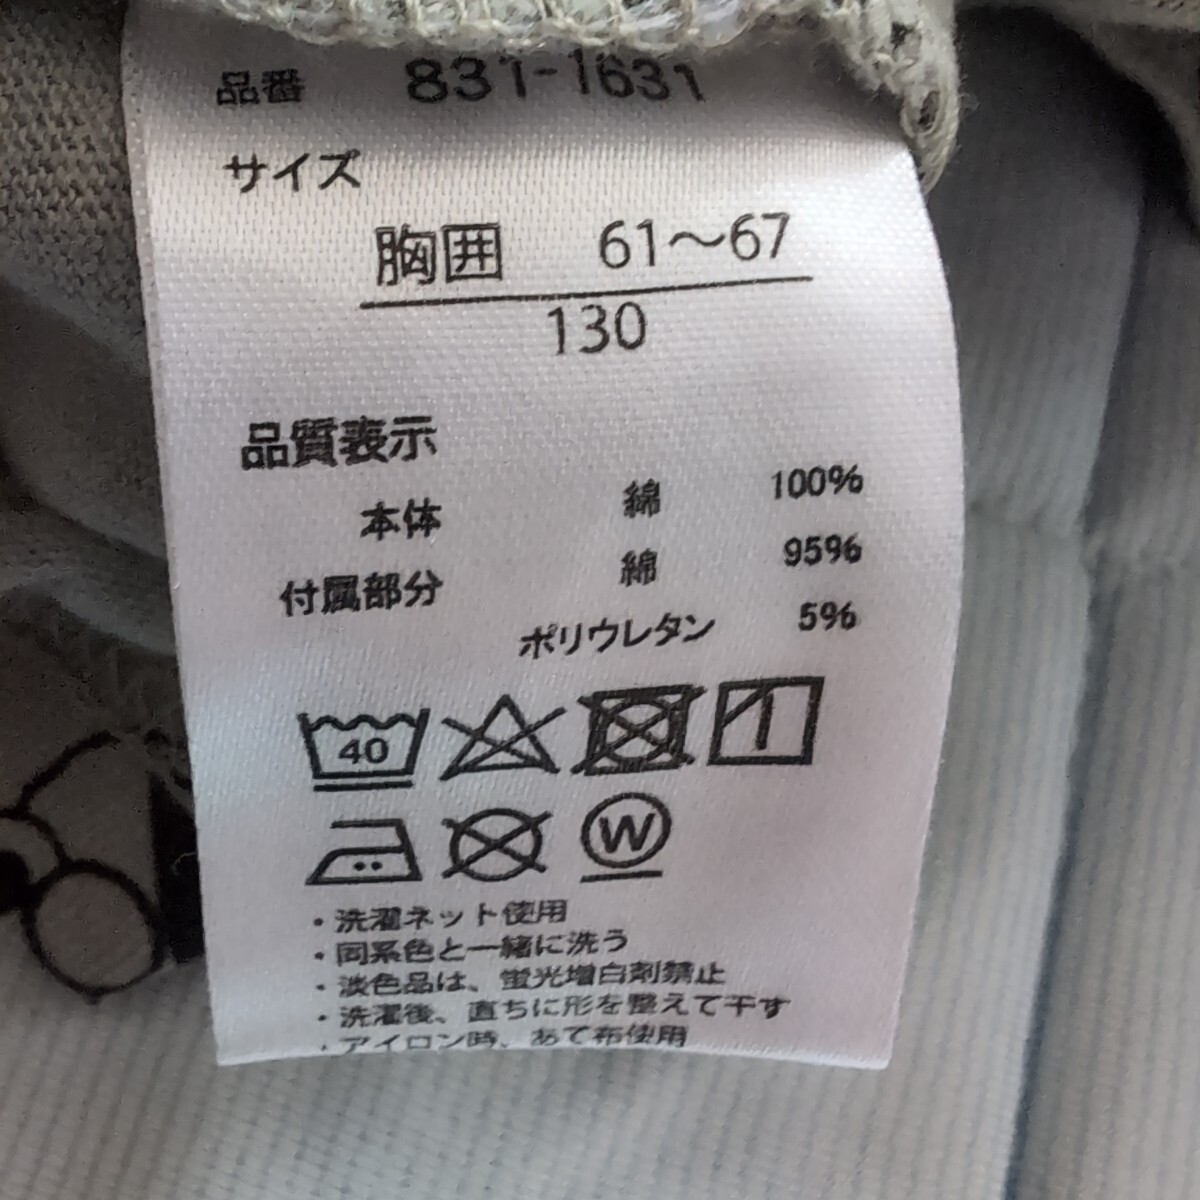 品番 831-1631
サイズ
胸囲 61～67
130
品質表示
本体 綿 100%
付属部分 綿 95%
ポリウレタン 5%
40
W
・洗濯ネット使用
・同系色と一緒に洗う
・淡色品は、蛍光増白剤禁止
・洗濯後、直ちに形を整えて干す
・アイロン時、あて布使用